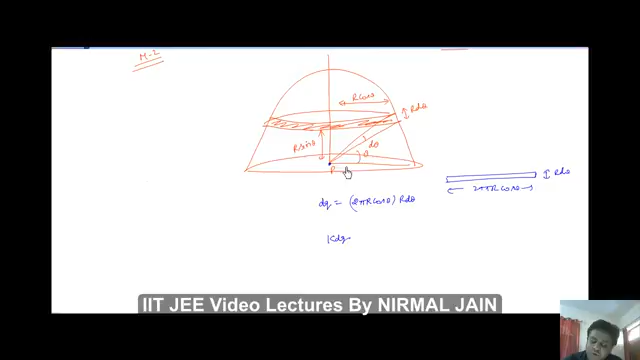 M-2
R cosθ
R dθ
R sinθ
dθ
θ
P
R dθ
2πR cosθ
dq = (2πR cosθ) R dθ
K dq
IIT JEE Video Lectures By NIRMAL JAIN